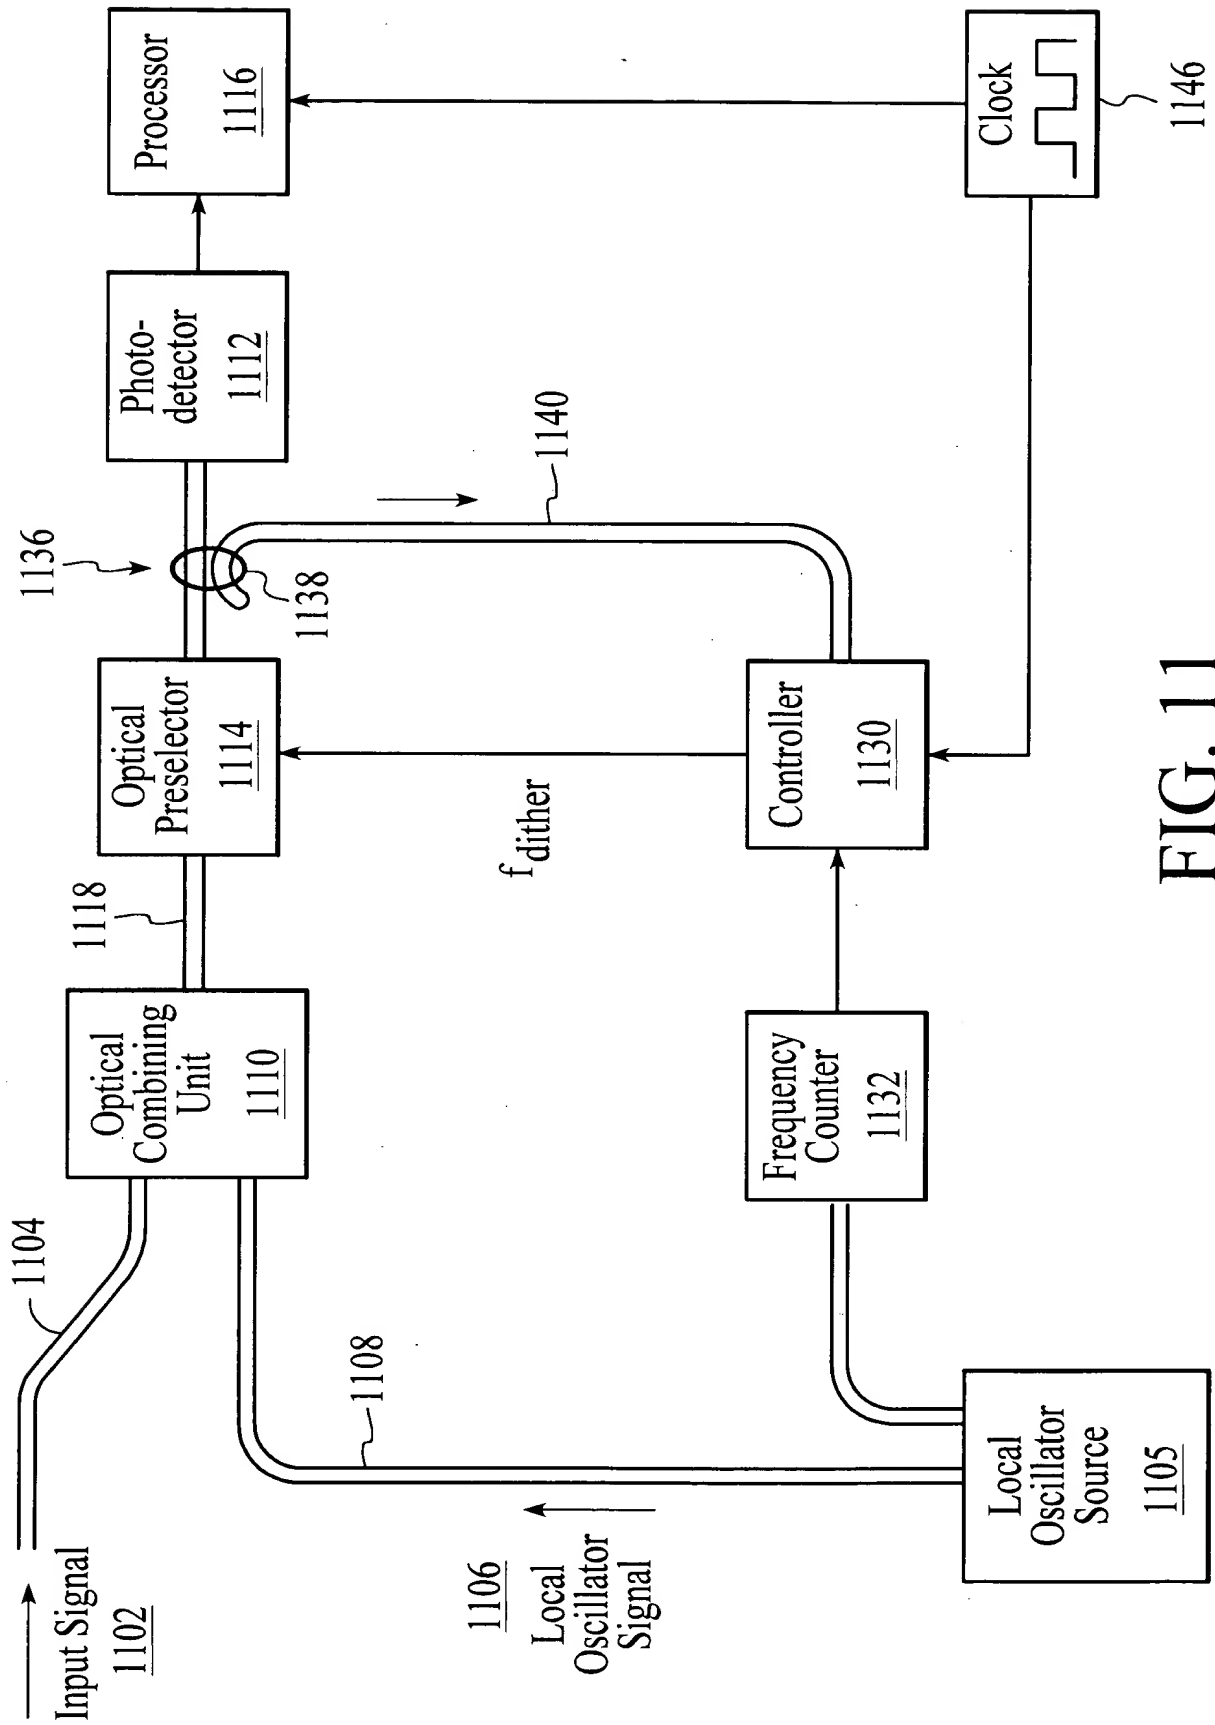 Input Signal
1102
1104
1106
Local
Oscillator
Signal
1108
Optical
Combining
Unit
1110
1118
Optical
Preselector
1114
1136
1138
Photo-
detector
1112
Processor
1116
1140
f dither
Local
Oscillator
Source
1105
Frequency
Counter
1132
Controller
1130
Clock
1146
FIG. 11